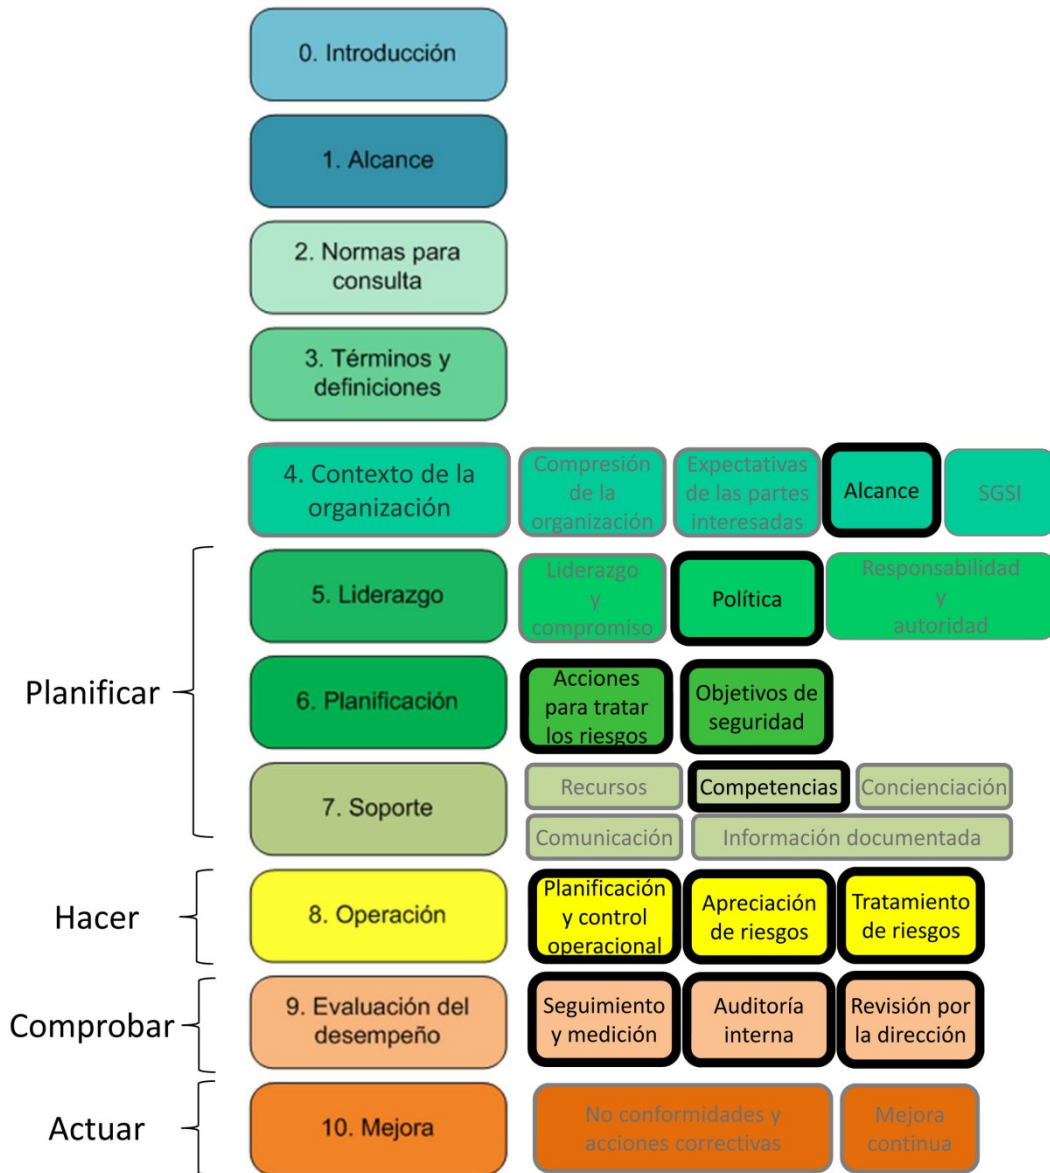 0. Introducción
1. Alcance
2. Normas para
consulta
3. Términos y
definiciones
4. Contexto de la
organización
Compresión
de la
organización
Expectativas
de las partes
interesadas
Alcance
SGSI
Planificar
5. Liderazgo
Liderazgo
y
compromiso
Política
Responsabilidad
y
autoridad
6. Planificación
Acciones
para tratar
los riesgos
Objetivos de
seguridad
7. Soporte
Recursos
Competencias
Concienciación
Comunicación
Información documentada
Hacer
8. Operación
Planificación
y control
operacional
Apreciación
de riesgos
Tratamiento
de riesgos
Comprobar
9. Evaluación del
desempeño
Seguimiento
y medición
Auditoría
interna
Revisión por
la dirección
Actuar
10. Mejora
No conformidades y
acciones correctivas
Mejora
continua